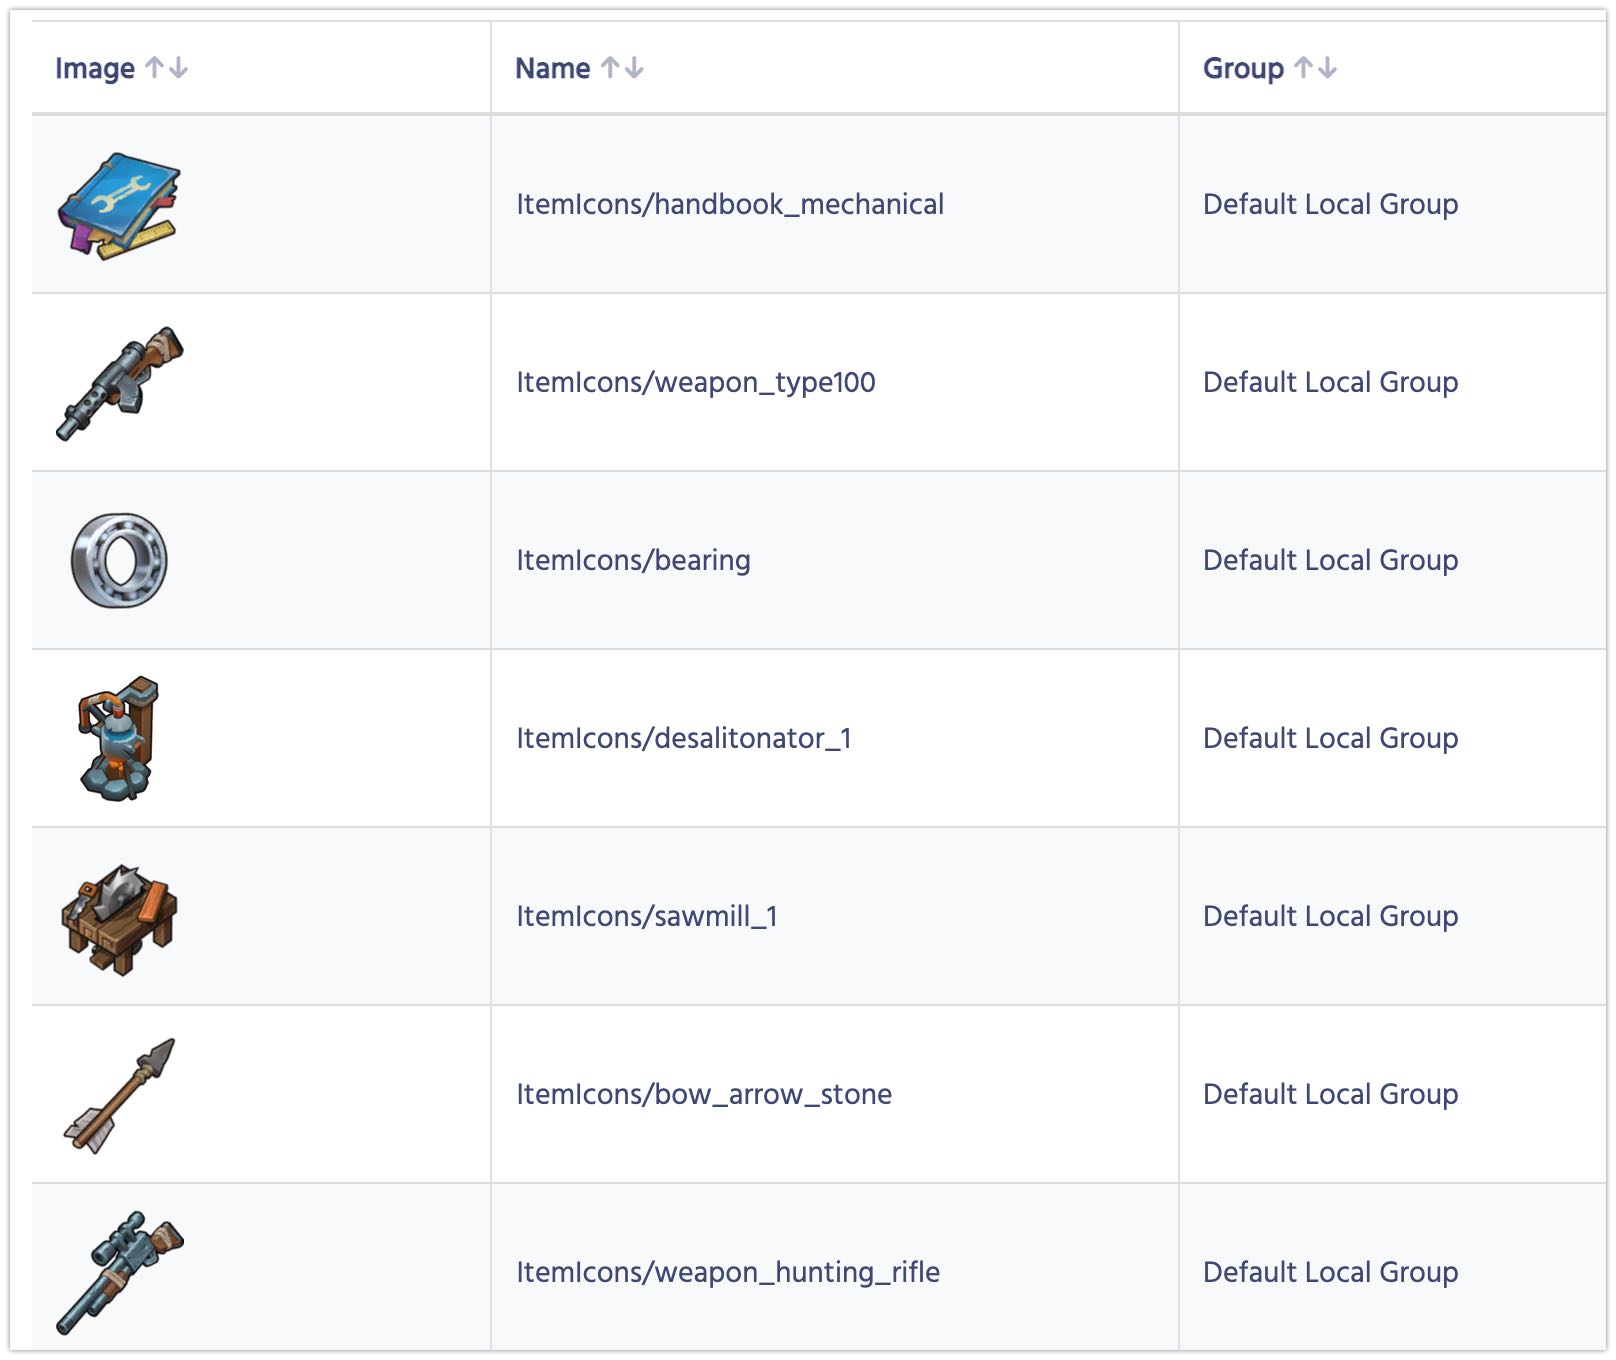 Image Name Group
ItemIcons/handbook_mechanical Default Local Group
ItemIcons/weapon_type100 Default Local Group
ItemIcons/bearing Default Local Group
ItemIcons/desalitonator_1 Default Local Group
ItemIcons/sawmill_1 Default Local Group
ItemIcons/bow_arrow_stone Default Local Group
ItemIcons/weapon_hunting_rifle Default Local Group